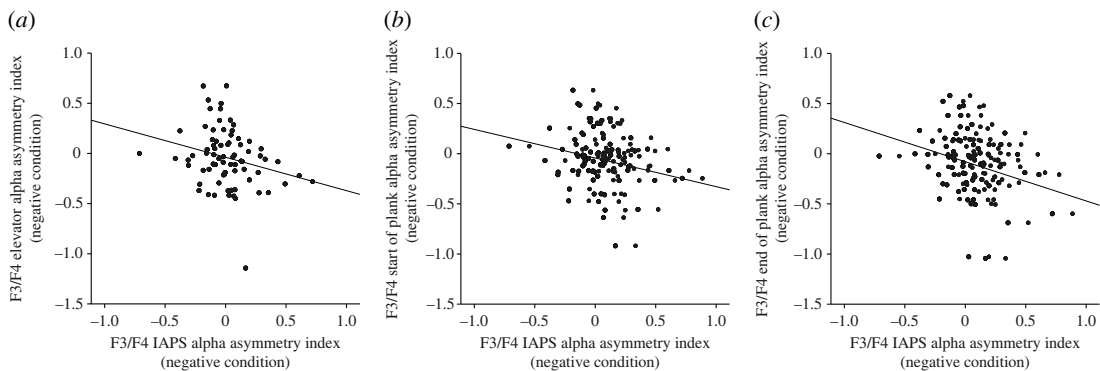 (a)
1.0
0.5
0
–0.5
–1.0
–1.5
–1.0
–0.5
0
0.5
1.0
F3/F4 elevator alpha asymmetry index
(negative condition)
F3/F4 IAPS alpha asymmetry index
(negative condition)
(b)
1.0
0.5
0
–0.5
–1.0
–1.5
–1.0
–0.5
0
0.5
1.0
F3/F4 start of plank alpha asymmetry index
(negative condition)
F3/F4 IAPS alpha asymmetry index
(negative condition)
(c)
1.0
0.5
0
–0.5
–1.0
–1.5
–1.0
–0.5
0
0.5
1.0
F3/F4 end of plank alpha asymmetry index
(negative condition)
F3/F4 IAPS alpha asymmetry index
(negative condition)